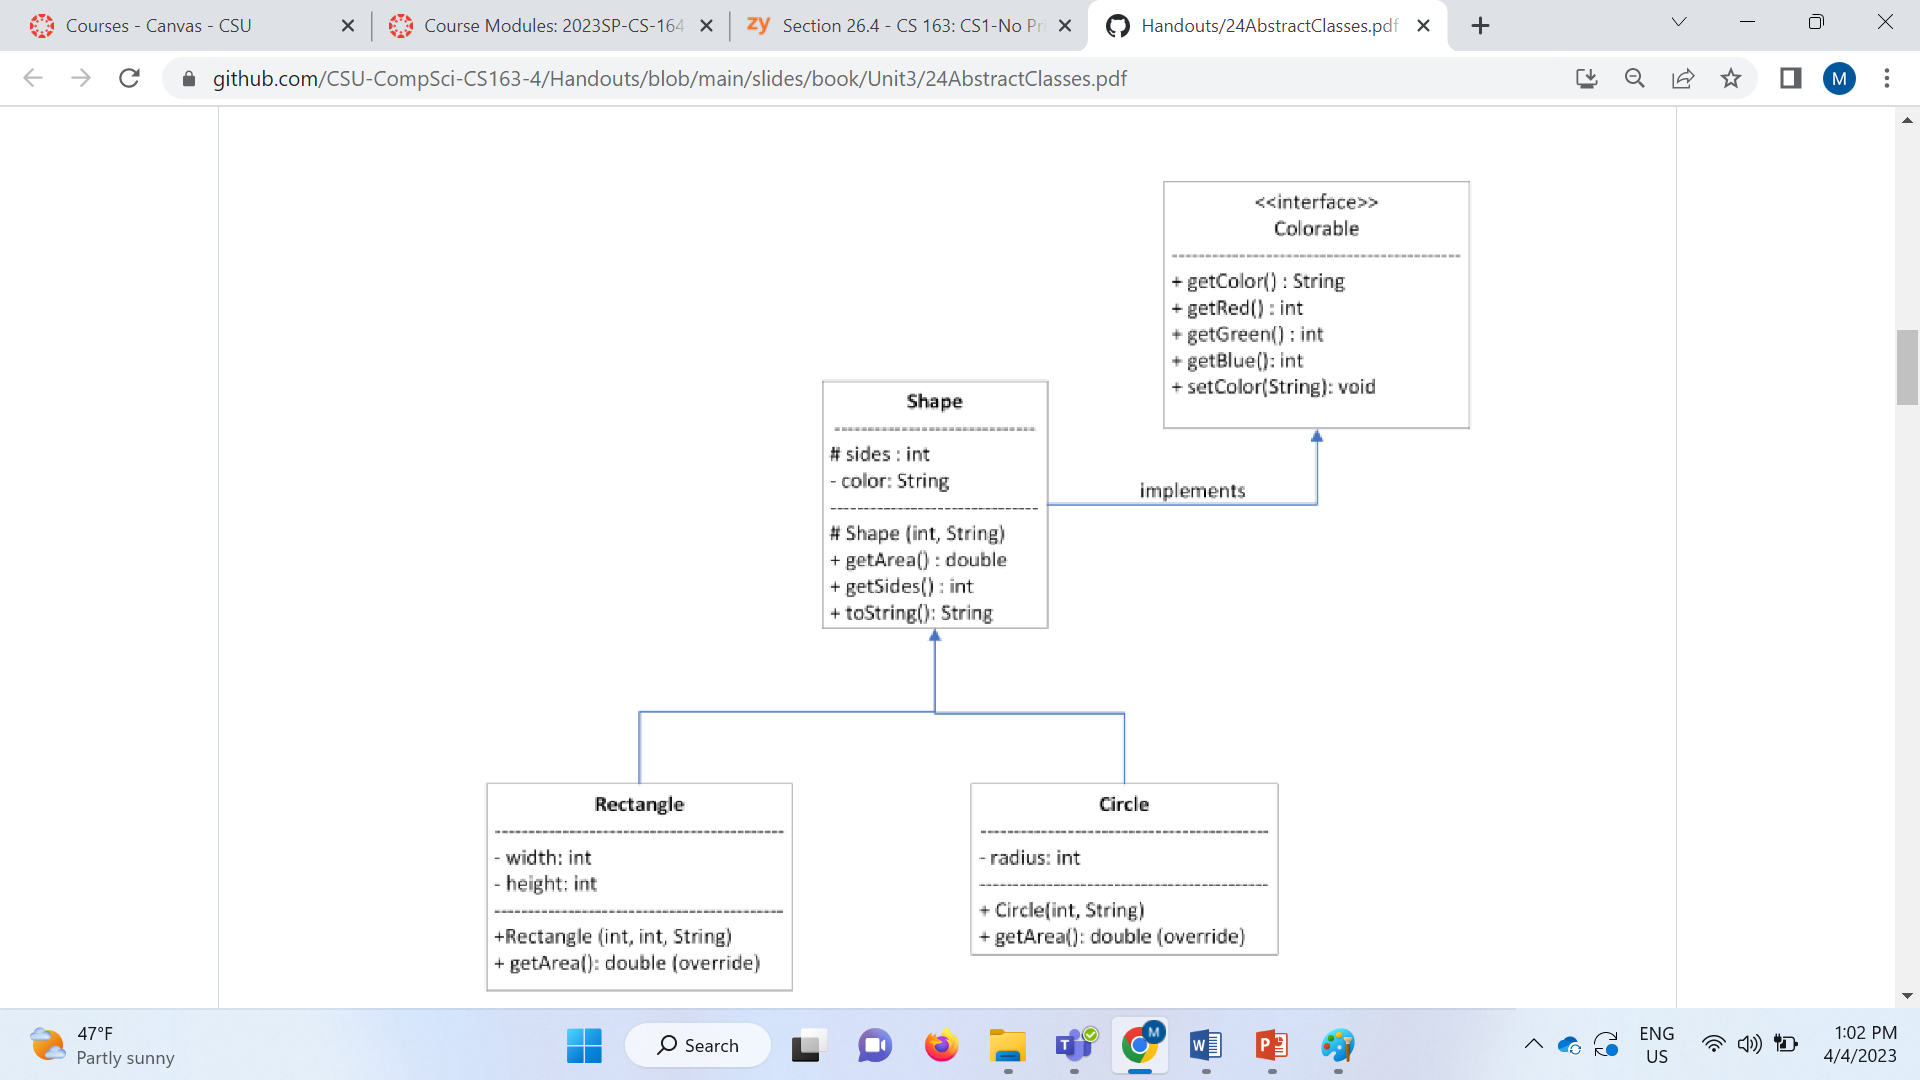 Courses - Canvas - CSU
Course Modules: 2023SP-CS-164
zy Section 26.4 - CS 163: CS1-No Pri
Handouts/24AbstractClasses.pdf
github.com/CSU-CompSci-CS163-4/Handouts/blob/main/slides/book/Unit3/24AbstractClasses.pdf
M
<<interface>>
Colorable
+ getColor() : String
+ getRed() : int
+ getGreen() : int
+ getBlue(): int
+ setColor(String): void
Shape
# sides : int
- color: String
# Shape (int, String)
+ getArea() : double
+ getSides() : int
+ toString(): String
implements
Rectangle
- width: int
- height: int
+Rectangle (int, int, String)
+ getArea(): double (override)
Circle
- radius: int
+ Circle(int, String)
+ getArea(): double (override)
47°F
Partly sunny
Search
T
M
W
P
ENG
US
1:02 PM
4/4/2023